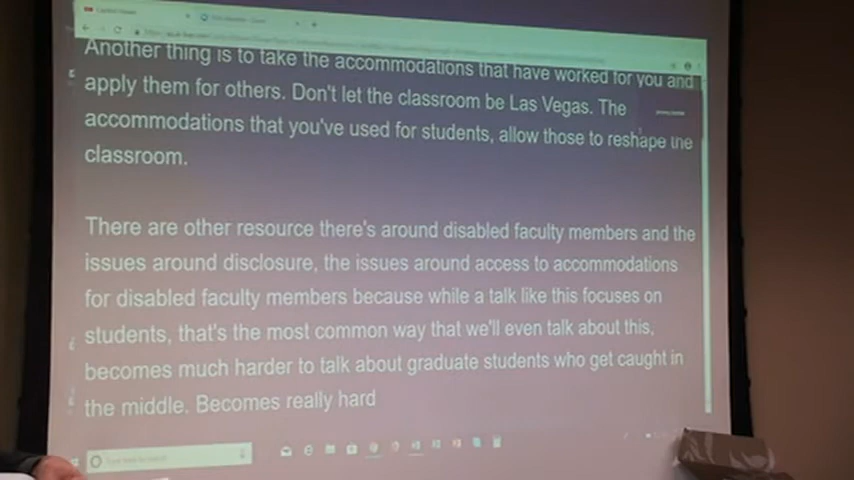 Another thing is to take the accommodations that have worked for you and
apply them for others. Don't let the classroom be Las Vegas. The
accommodations that you've used for students, allow those to reshape the
classroom.
There are other resource there's around disabled faculty members and the
issues around disclosure, the issues around access to accommodations
for disabled faculty members because while a talk like this focuses on
students, that's the most common way that we'll even talk about this,
becomes much harder to talk about graduate students who get caught in
the middle. Becomes really hard